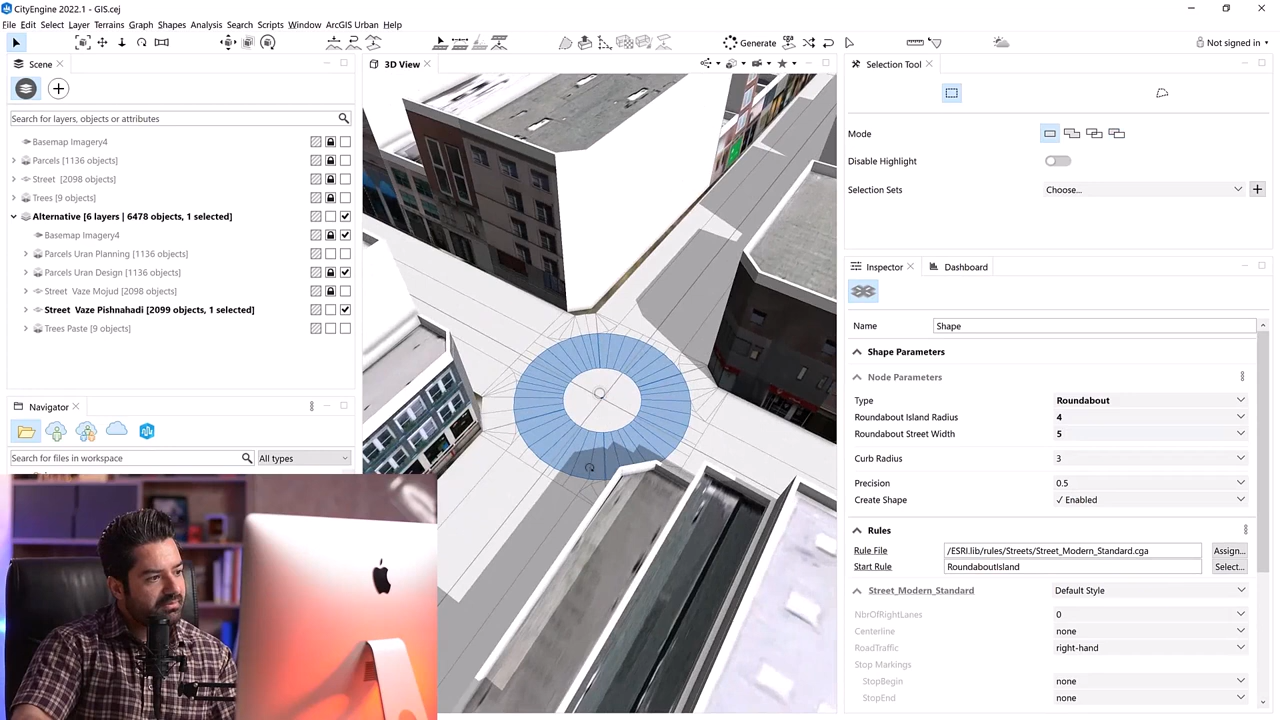 CityEngine 2022.1 - GIS.cej
File Edit Select Layer Terrains Graph Shapes Analysis Search Scripts Window ArcGIS Urban Help
Generate
Not signed in
Scene
Search for layers, objects or attributes
Basemap Imagery4
Parcels [1136 objects]
Street [2098 objects]
Trees [9 objects]
Alternative [6 layers | 6478 objects, 1 selected]
Basemap Imagery4
Parcels Uran Planning [1136 objects]
Parcels Uran Design [1136 objects]
Street Vaze Mojud [2098 objects]
Street Vaze Pishnahadi [2099 objects, 1 selected]
Trees Paste [9 objects]
Navigator
Search for files in workspace
All types
3D View
Selection Tool
Mode
Disable Highlight
Selection Sets Choose...
Inspector
Dashboard
Name Shape
Shape Parameters
Node Parameters
Type Roundabout
Roundabout Island Radius 4
Roundabout Street Width 5
Curb Radius 3
Precision 0.5
Create Shape ✓ Enabled
Rules
Rule File /ESRI.lib/rules/Streets/Street_Modern_Standard.cga Assign...
Start Rule RoundaboutIsland Select...
Street_Modern_Standard Default Style
NbrOfRightLanes 0
Centerline none
RoadTraffic right-hand
Stop Markings
StopBegin none
StopEnd none